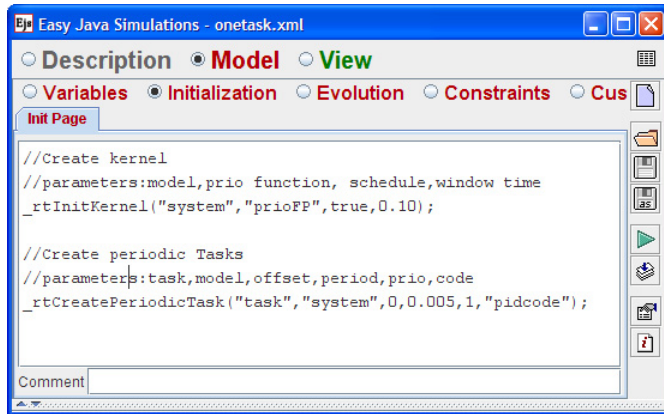 Ejs Easy Java Simulations - onetask.xml
Description Model View
Variables Initialization Evolution Constraints Cus
Init Page
//Create kernel
//parameters:model,prio function, schedule,window time
_rtInitKernel("system","prioFP",true,0.10);
//Create periodic Tasks
//parameters:task,model,offset,period,prio,code
_rtCreatePeriodicTask("task","system",0,0.005,1,"pidcode");
as
i
Comment